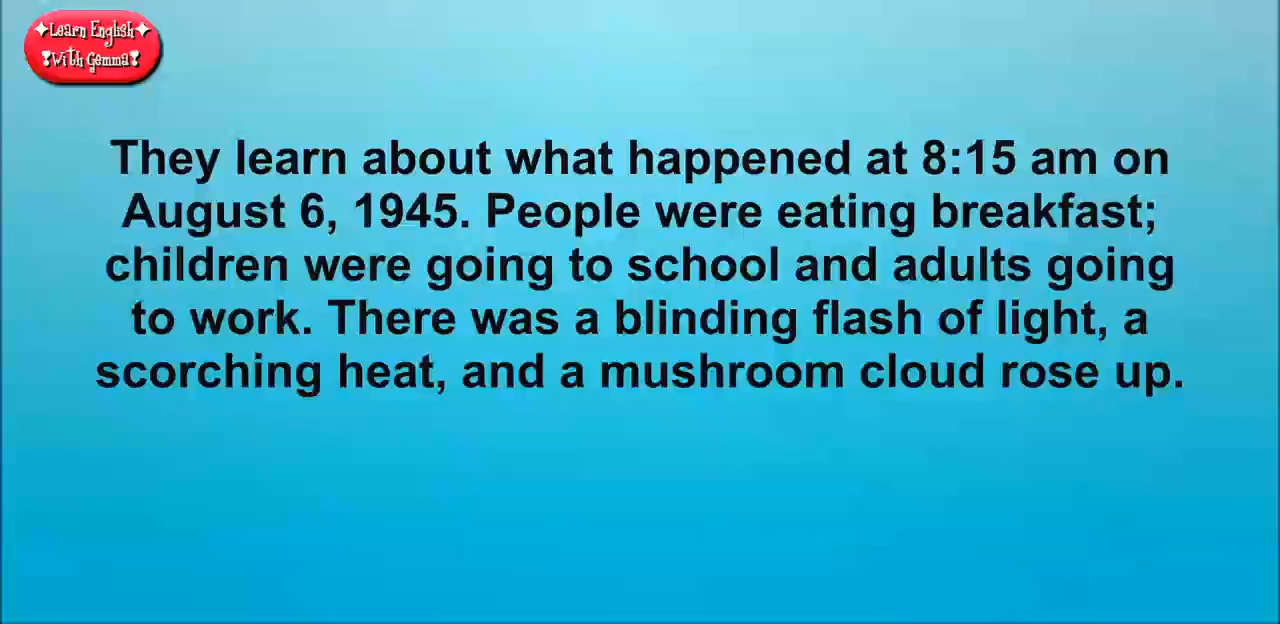 Learn English
With Gemma
They learn about what happened at 8:15 am on
August 6, 1945. People were eating breakfast;
children were going to school and adults going
to work. There was a blinding flash of light, a
scorching heat, and a mushroom cloud rose up.